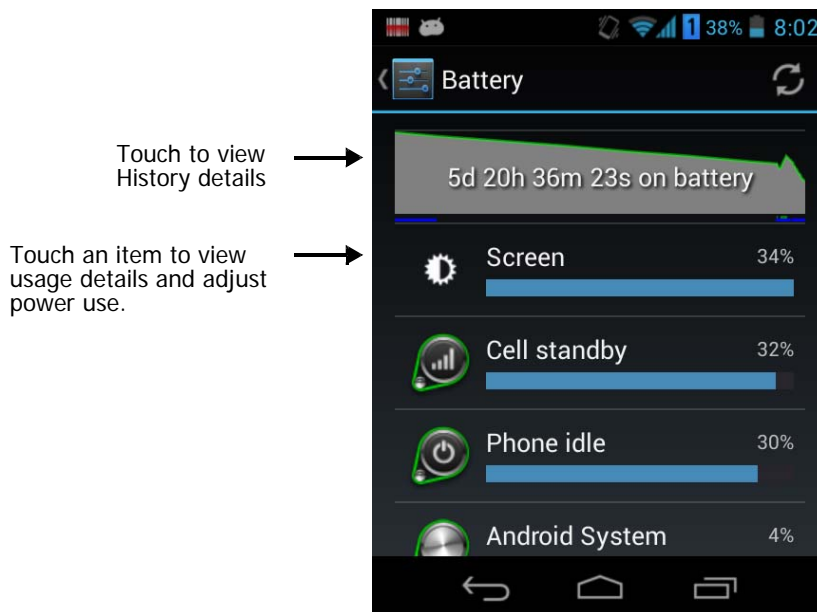 1 38% 8:02
Battery
Touch to view
History details
5d 20h 36m 23s on battery
Touch an item to view
usage details and adjust
power use.
Screen 34%
Cell standby 32%
Phone idle 30%
Android System 4%